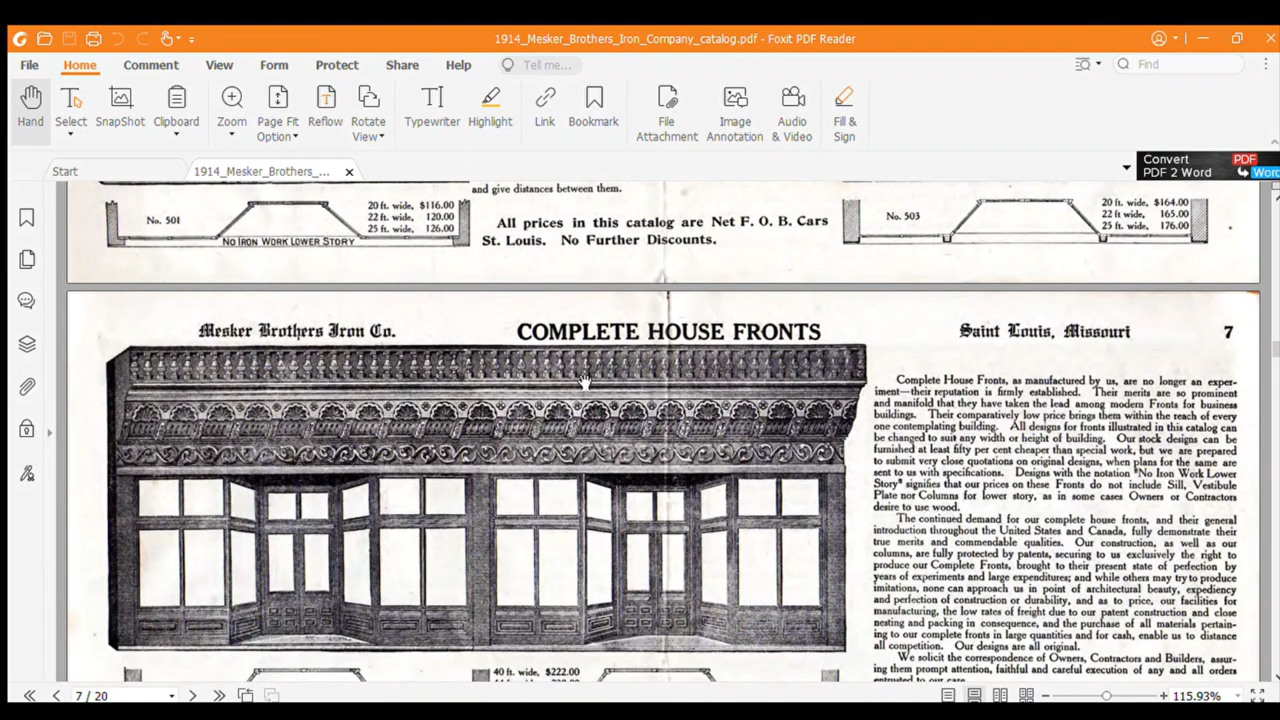 1914_Mesker_Brothers_Iron_Company_catalog.pdf - Foxit PDF Reader
File Home Comment View Form Protect Share Help Tell me... Find
Hand Select SnapShot Clipboard Zoom Page Fit Option Reflow Rotate View Typewriter Highlight Link Bookmark File Attachment Image Annotation Audio & Video Fill & Sign
Start 1914_Mesker_Brothers_...
Convert PDF
PDF 2 Word Word
and give distances between them.
No. 501
20 ft. wide, $116.00
22 ft. wide, 120.00
25 ft. wide, 126.00
NO IRON WORK LOWER STORY
All prices in this catalog are Net F. O. B. Cars
St. Louis. No Further Discounts.
No. 503
20 ft. wide, $164.00
22 ft. wide, 165.00
25 ft. wide, 176.00
Mesker Brothers Iron Co. COMPLETE HOUSE FRONTS Saint Louis, Missouri 7
Complete House Fronts, as manufactured by us, are no longer an exper-
iment—their reputation is firmly established. Their merits are so prominent
and manifold that they have taken the lead among modern Fronts for business
buildings. Their comparatively low price brings them within the reach of every
one contemplating building. All designs for fronts illustrated in this catalog can
be changed to suit any width or height of building. Our stock designs can be
furnished at least fifty per cent cheaper than special work, but we are prepared
to submit very close quotations on original designs, when plans for the same are
sent to us with specifications. Designs with the notation "No Iron Work Lower
Story" signifies that our prices on these Fronts do not include Sill, Vestibule
Plate nor Columns for lower story, as in some cases Owners or Contractors
desire to use wood.
The continued demand for our complete house fronts, and their general
introduction throughout the United States and Canada, fully demonstrate their
true merits and commendable qualities. Our construction, as well as our
columns, are fully protected by patents, securing to us exclusively the right to
produce our Complete Fronts, brought to their present state of perfection by
years of experiments and large expenditures; and while others may try to produce
imitations, none can approach us in point of architectural beauty, expediency
and perfection of construction or durability, and as to price, our facilities for
manufacturing, the low rates of freight due to our patent construction and close
nesting and packing in consequence, and the purchase of all materials pertain-
ing to our complete fronts in large quantities and for cash, enable us to distance
all competition. Our designs are all original.
We solicit the correspondence of Owners, Contractors and Builders, assur-
ing them prompt attention, faithful and careful execution of any and all orders
entrusted to our care.
40 ft. wide, $222.00
7 / 20
115.93%